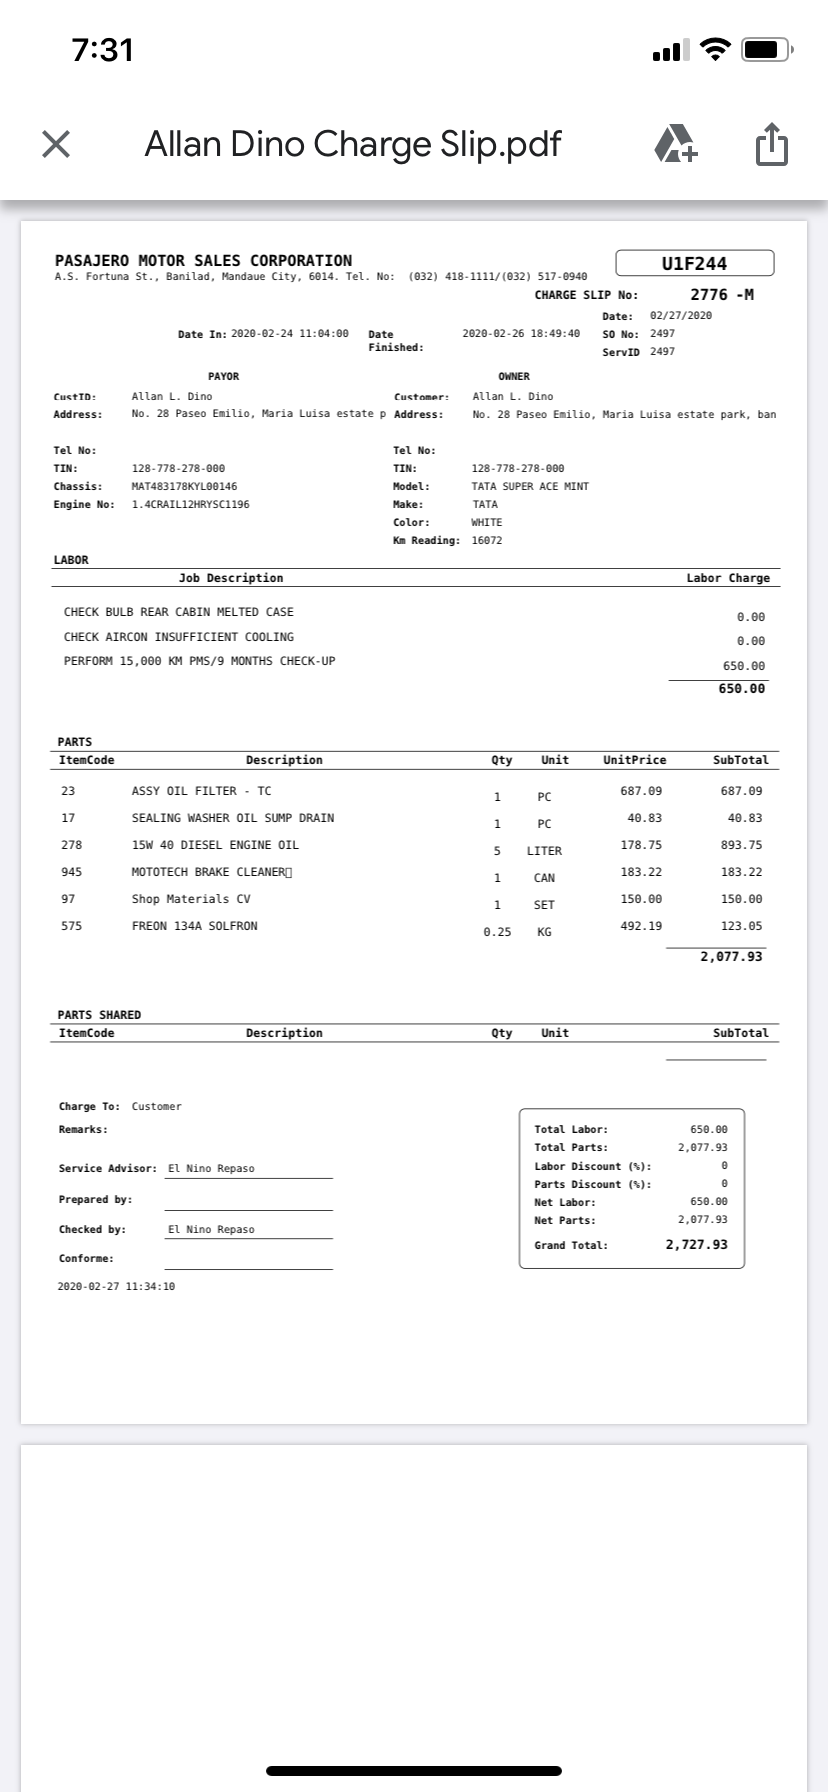 7:31
Allan Dino Charge Slip.pdf
PASAJERO MOTOR SALES CORPORATION
A.S. Fortuna St., Banilad, Mandaue City, 6014. Tel. No: (032) 418-1111/(032) 517-0940
U1F244
CHARGE SLIP No: 2776 -M
Date: 02/27/2020
Date In: 2020-02-24 11:04:00 Date Finished: 2020-02-26 18:49:40 SO No: 2497
ServID 2497
PAYOR OWNER
CustID: Allan L. Dino Customer: Allan L. Dino
Address: No. 28 Paseo Emilio, Maria Luisa estate p Address: No. 28 Paseo Emilio, Maria Luisa estate park, ban
Tel No: Tel No:
TIN: 128-778-278-000 TIN: 128-778-278-000
Chassis: MAT483178KYL00146 Model: TATA SUPER ACE MINT
Engine No: 1.4CRAIL12HRYSC1196 Make: TATA
Color: WHITE
Km Reading: 16072
LABOR
Job Description Labor Charge
CHECK BULB REAR CABIN MELTED CASE 0.00
CHECK AIRCON INSUFFICIENT COOLING 0.00
PERFORM 15,000 KM PMS/9 MONTHS CHECK-UP 650.00
650.00
PARTS
ItemCode Description Qty Unit UnitPrice SubTotal
23 ASSY OIL FILTER - TC 1 PC 687.09 687.09
17 SEALING WASHER OIL SUMP DRAIN 1 PC 40.83 40.83
278 15W 40 DIESEL ENGINE OIL 5 LITER 178.75 893.75
945 MOTOTECH BRAKE CLEANER 1 CAN 183.22 183.22
97 Shop Materials CV 1 SET 150.00 150.00
575 FREON 134A SOLFRON 0.25 KG 492.19 123.05
2,077.93
PARTS SHARED
ItemCode Description Qty Unit SubTotal
Charge To: Customer
Remarks:
Service Advisor: El Nino Repaso
Prepared by:
Checked by: El Nino Repaso
Conforme:
2020-02-27 11:34:10
Total Labor: 650.00
Total Parts: 2,077.93
Labor Discount (%): 0
Parts Discount (%): 0
Net Labor: 650.00
Net Parts: 2,077.93
Grand Total: 2,727.93